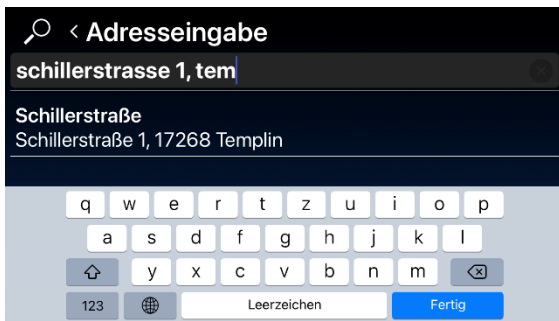 < Adresseingabe
schillerstrasse 1, tem
Schillerstraße
Schillerstraße 1, 17268 Templin
q w e r t z u i o p
a s d f g h j k l
y x c v b n m
123 Leerzeichen Fertig